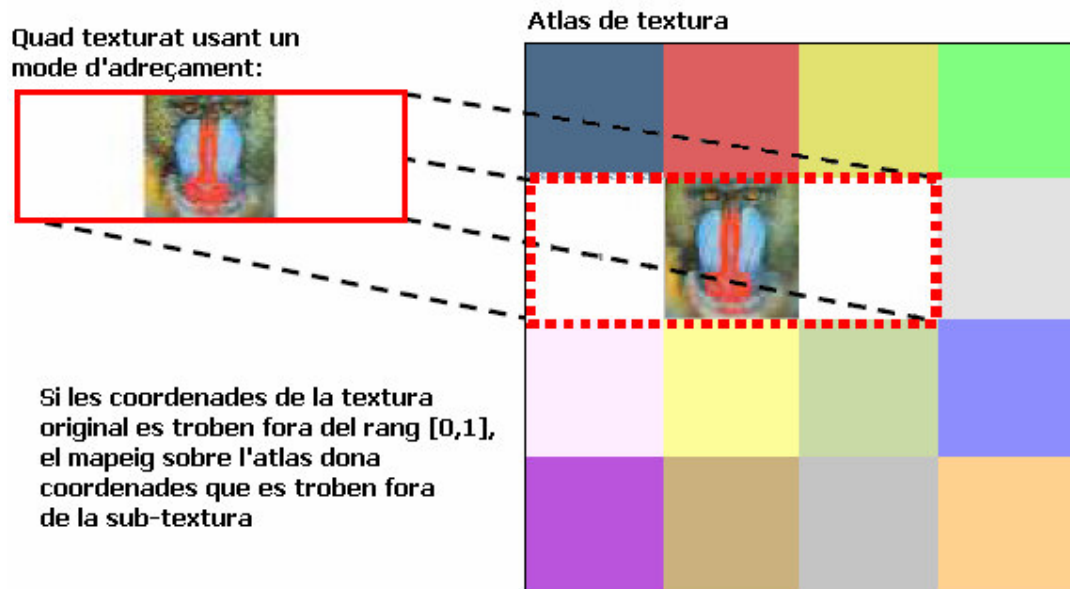 Atlas de textura
Quad texturat usant un
mode d'adreçament:
Si les coordenades de la textura
original es troben fora del rang [0,1],
el mapeig sobre l'atlas dona
coordenades que es troben fora
de la sub-textura